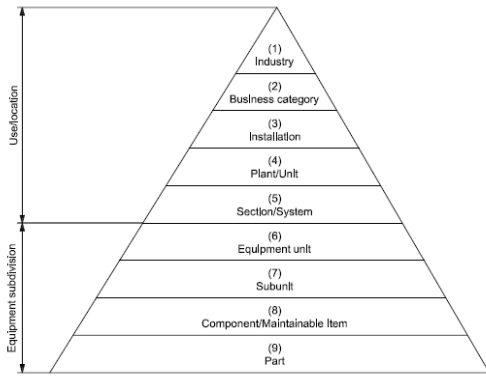 (1)
Industry
(2)
Business category
(3)
Installation
(4)
Plant/Unit
(5)
Section/System
(6)
Equipment unit
(7)
Subunit
(8)
Component/Maintainable Item
(9)
Part
Use/location
Equipment subdivision